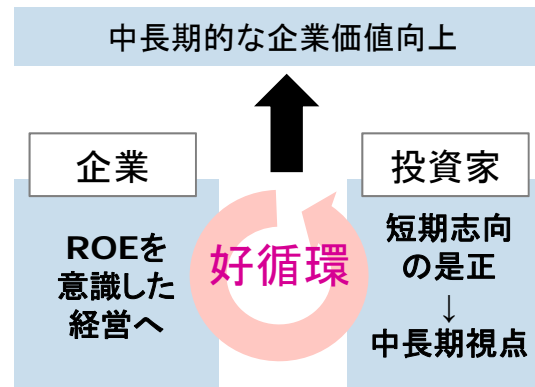 中長期的な企業価値向上
企業
ROEを
意識した
経営へ
好循環
投資家
短期志向
の是正
↓
中長期視点